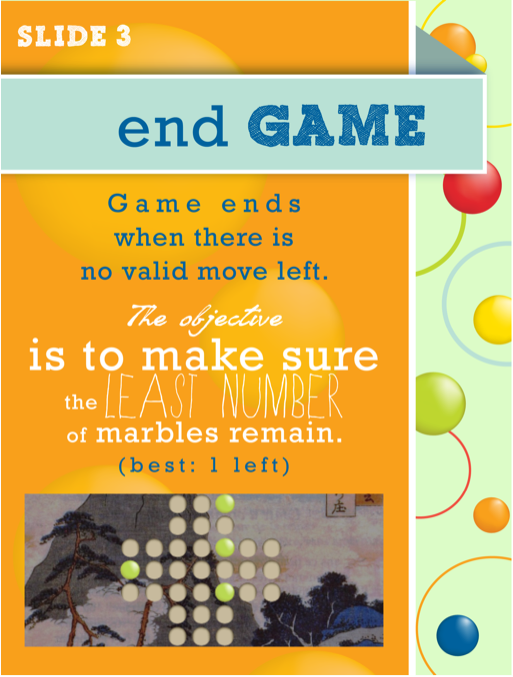 SLIDE 3
end GAME
Game ends
when there is
no valid move left.
The objective
is to make sure
the LEAST NUMBER
of marbles remain.
(best: 1 left)